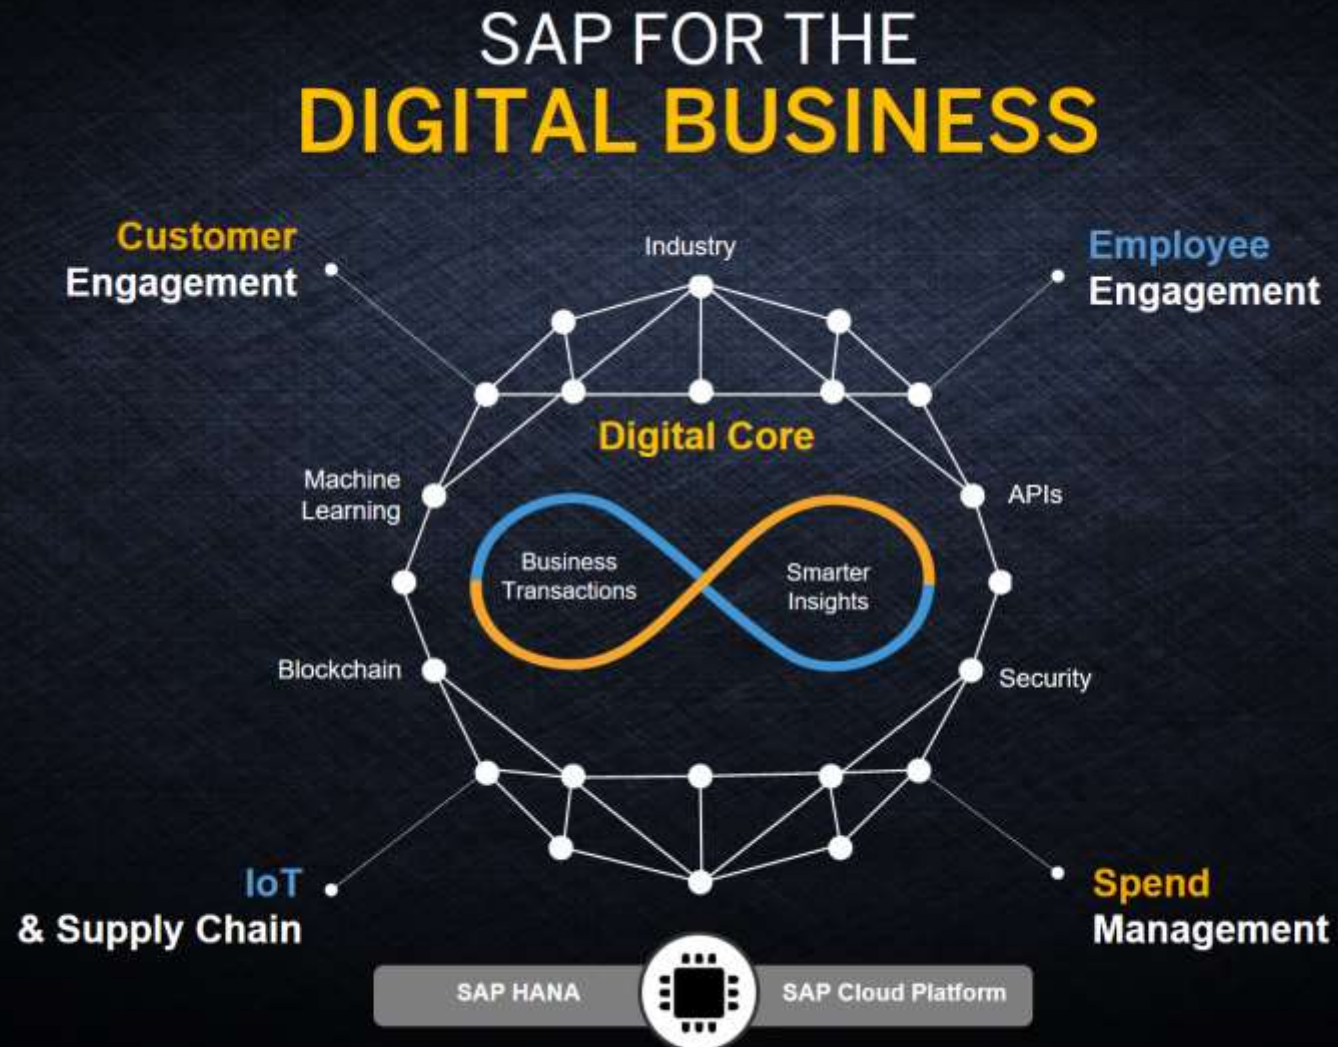 SAP FOR THE
DIGITAL BUSINESS
Customer
Engagement
Industry
Employee
Engagement
Digital Core
Machine
Learning
APIs
Business
Transactions
Smarter
Insights
Blockchain
Security
IoT
& Supply Chain
Spend
Management
SAP HANA
SAP Cloud Platform